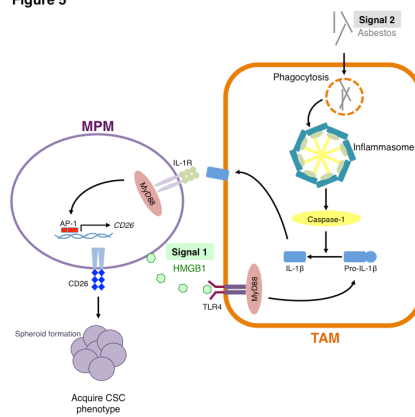 Figure 5
Signal 2
Asbestos
Phagocytosis
MPM
IL-1R
Inflammasome
MyD88
AP-1
CD26
Caspase-1
Signal 1
HMGB1
IL-1β
Pro-IL-1β
CD26
MyD88
TLR4
TAM
Spheroid formation
Acquire CSC
phenotype